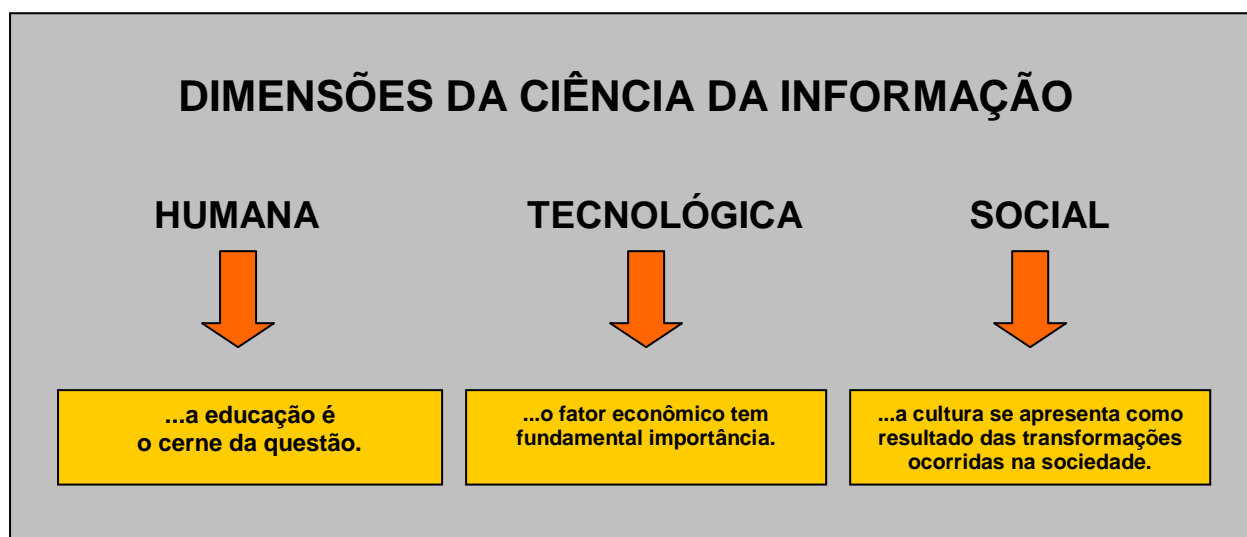 DIMENSÕES DA CIÊNCIA DA INFORMAÇÃO
HUMANA
TECNOLÓGICA
SOCIAL
...a educação é
o cerne da questão.
...o fator econômico tem
fundamental importância.
...a cultura se apresenta como
resultado das transformações
ocorridas na sociedade.